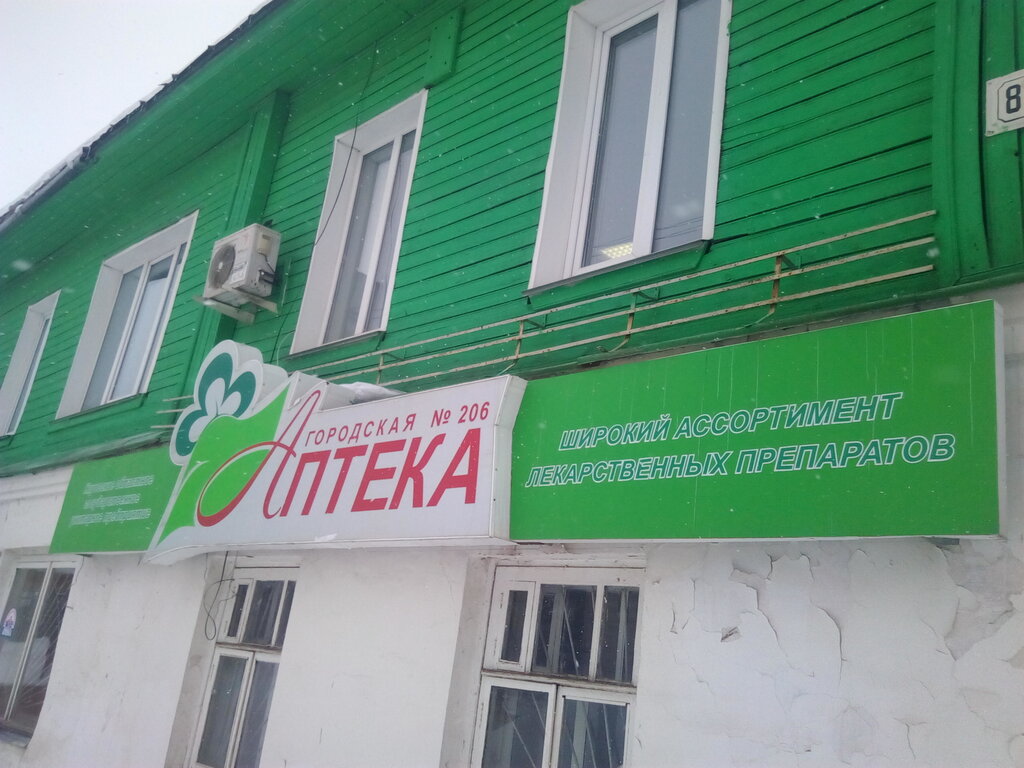 8
ГОРОДСКАЯ № 206
АПТЕКА
ШИРОКИЙ АССОРТИМЕНТ
ЛЕКАРСТВЕННЫХ ПРЕПАРАТОВ